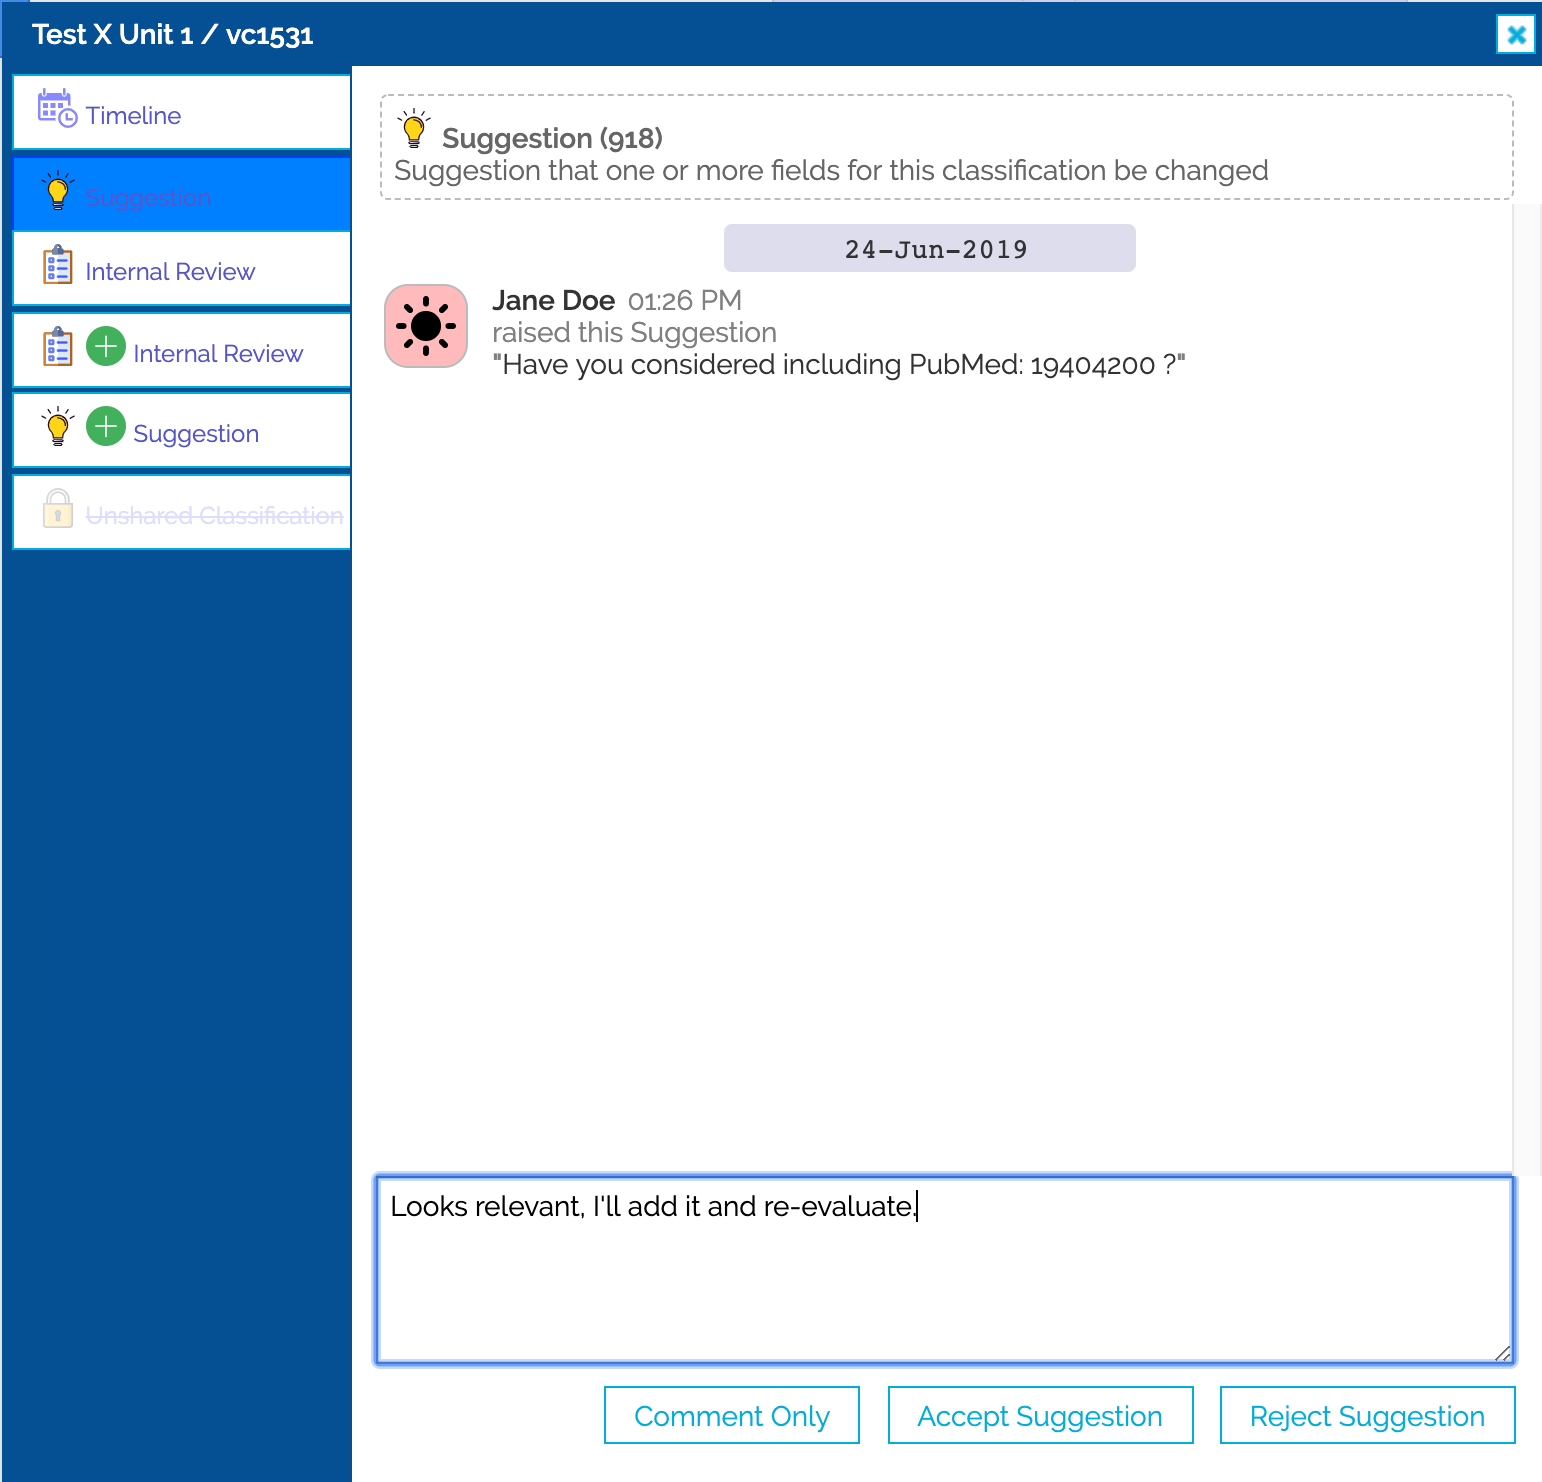 Test X Unit 1 / vc1531
Timeline
Suggestion
Internal Review
Internal Review
Suggestion
Unshared Classification
Suggestion (918)
Suggestion that one or more fields for this classification be changed
24-Jun-2019
Jane Doe 01:26 PM
raised this Suggestion
"Have you considered including PubMed: 19404200 ?"
Looks relevant, I'll add it and re-evaluate.
Comment Only
Accept Suggestion
Reject Suggestion